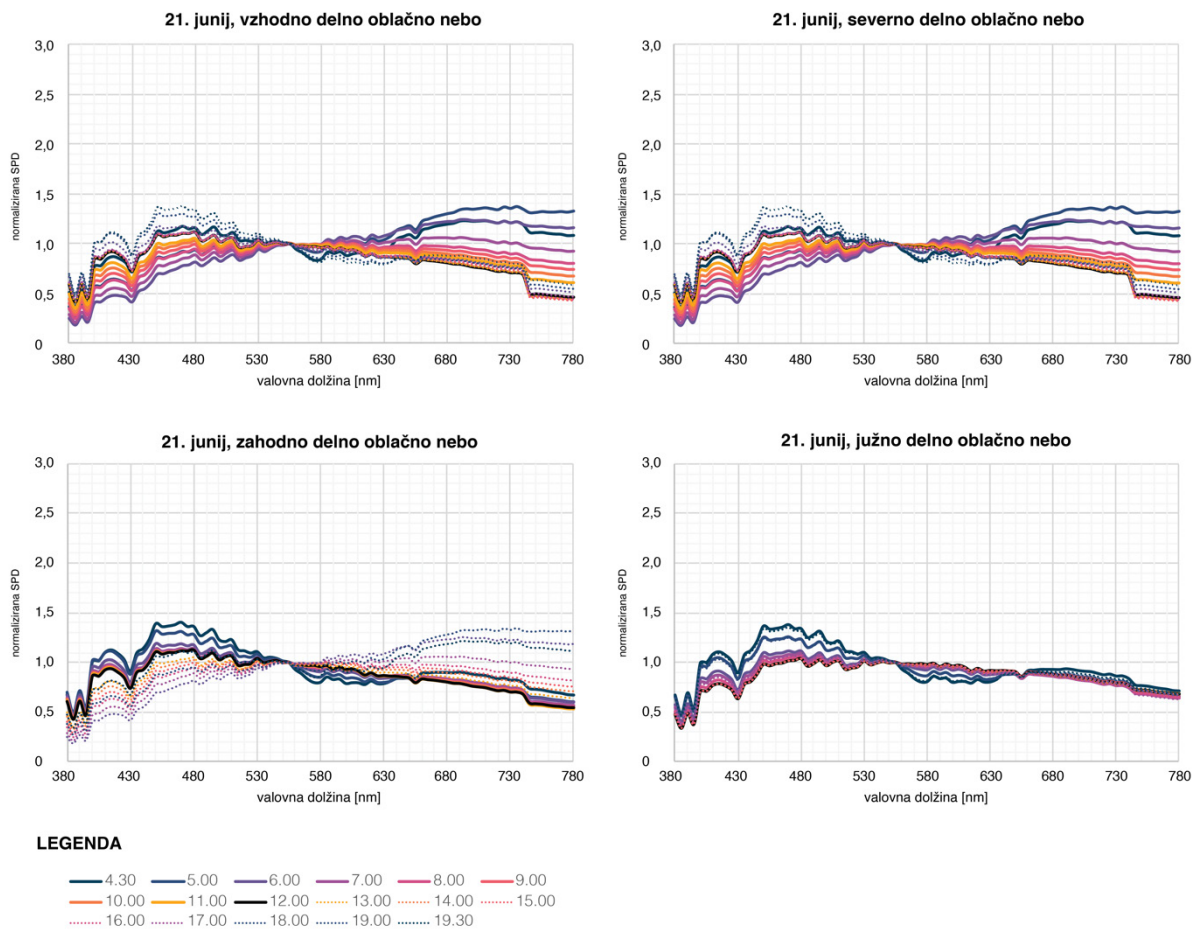 21. junij, vzhodno delno oblačno nebo
normalizirana SPD
3,0
2,5
2,0
1,5
1,0
0,5
0
380 430 480 530 580 630 680 730 780
valovna dolžina [nm]
21. junij, severno delno oblačno nebo
normalizirana SPD
3,0
2,5
2,0
1,5
1,0
0,5
0
380 430 480 530 580 630 680 730 780
valovna dolžina [nm]
21. junij, zahodno delno oblačno nebo
normalizirana SPD
3,0
2,5
2,0
1,5
1,0
0,5
0
380 430 480 530 580 630 680 730 780
valovna dolžina [nm]
21. junij, južno delno oblačno nebo
normalizirana SPD
3,0
2,5
2,0
1,5
1,0
0,5
0
380 430 480 530 580 630 680 730 780
valovna dolžina [nm]
LEGENDA
4.30 5.00 6.00 7.00 8.00 9.00
10.00 11.00 12.00 13.00 14.00 15.00
16.00 17.00 18.00 19.00 19.30